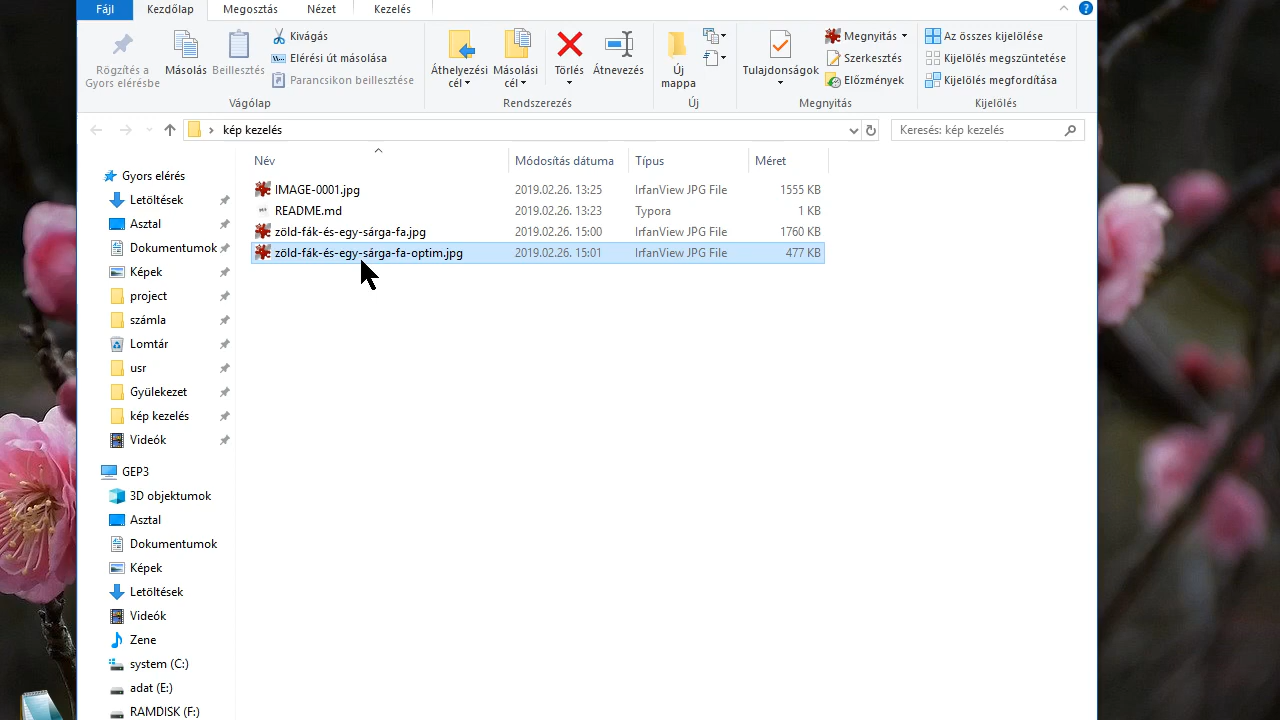 Fájl Kezdőlap Megosztás Nézet Kezelés
Rögzítés a Gyors elérésbe
Másolás
Beillesztés
Kivágás
Elérési út másolása
Parancsikon beillesztése
Vágólap
Áthelyezési cél
Másolási cél
Törlés
Átnevezés
Rendszerezés
Új mappa
Új
Tulajdonságok
Megnyitás
Szerkesztés
Előzmények
Megnyitás
Az összes kijelölése
Kijelölés megszüntetése
Kijelölés megfordítása
Kijelölés
kép kezelés
Keresés: kép kezelés
Név Módosítás dátuma Típus Méret
IMAGE-0001.jpg 2019.02.26. 13:25 IrfanView JPG File 1555 KB
README.md 2019.02.26. 13:23 Typora 1 KB
zöld-fák-és-egy-sárga-fa.jpg 2019.02.26. 15:00 IrfanView JPG File 1760 KB
zöld-fák-és-egy-sárga-fa-optim.jpg 2019.02.26. 15:01 IrfanView JPG File 477 KB
Gyors elérés
Letöltések
Asztal
Dokumentumok
Képek
project
számla
Lomtár
usr
Gyülekezet
kép kezelés
Videók
GEP3
3D objektumok
Asztal
Dokumentumok
Képek
Letöltések
Videók
Zene
system (C:)
adat (E:)
RAMDISK (F:)